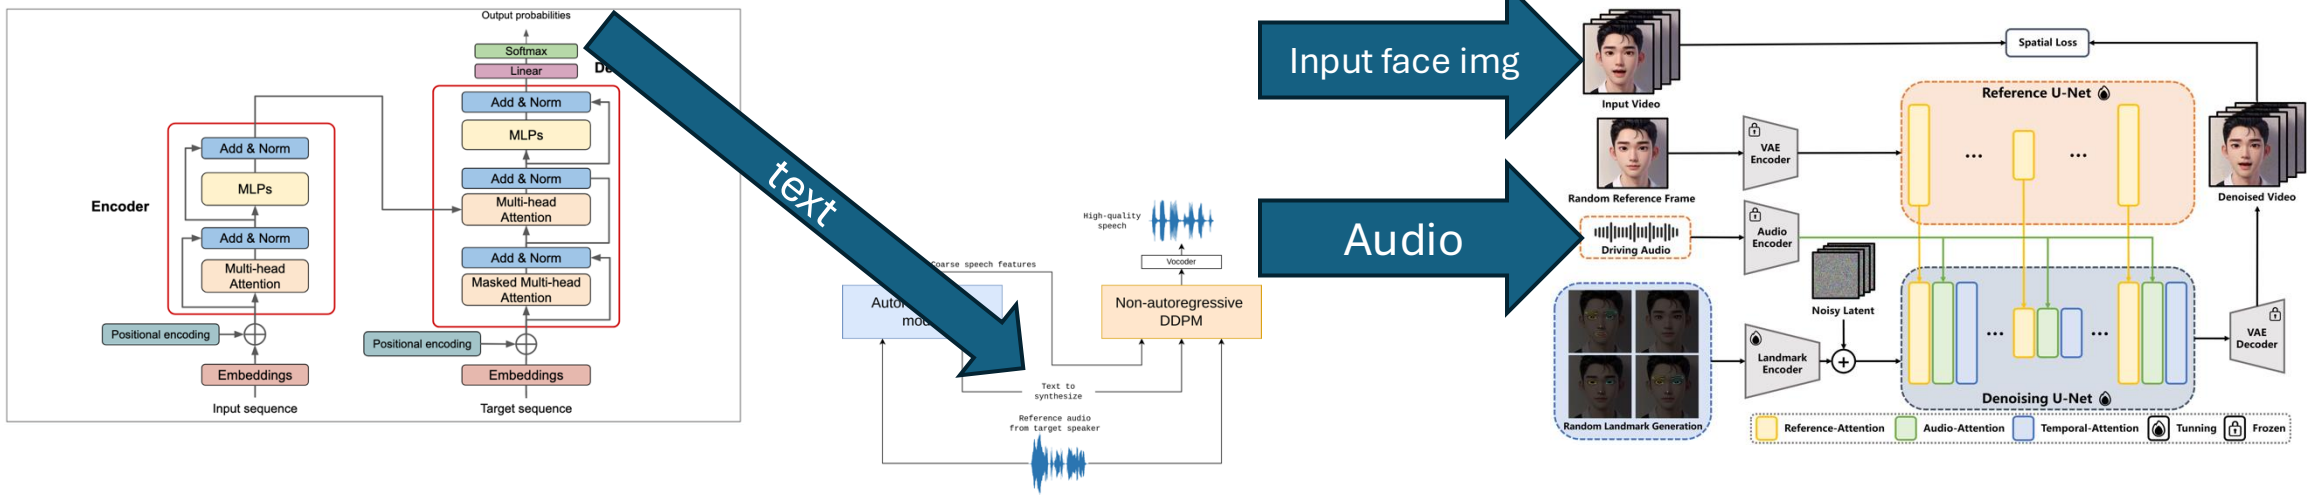 Output probabilities
Softmax
Linear
De
Add & Norm
MLPs
Add & Norm
Multi-head
Attention
Add & Norm
Masked Multi-head
Attention
Positional encoding
Embeddings
Target sequence
Encoder
Add & Norm
MLPs
Add & Norm
Multi-head
Attention
Positional encoding
Embeddings
Input sequence
text
High-quality
speech
Vocoder
Coarse speech features
Non-autoregressive
DDPM
Text to
synthesize
Reference audio
from target speaker
Input face img
Audio
Input Video
Spatial Loss
Random Reference Frame
VAE
Encoder
Reference U-Net
...
...
Denoised Video
Driving Audio
Audio
Encoder
Noisy Latent
Random Landmark Generation
Landmark
Encoder
+
...
...
Denoising U-Net
VAE
Decoder
Reference-Attention
Audio-Attention
Temporal-Attention
Tunning
Frozen